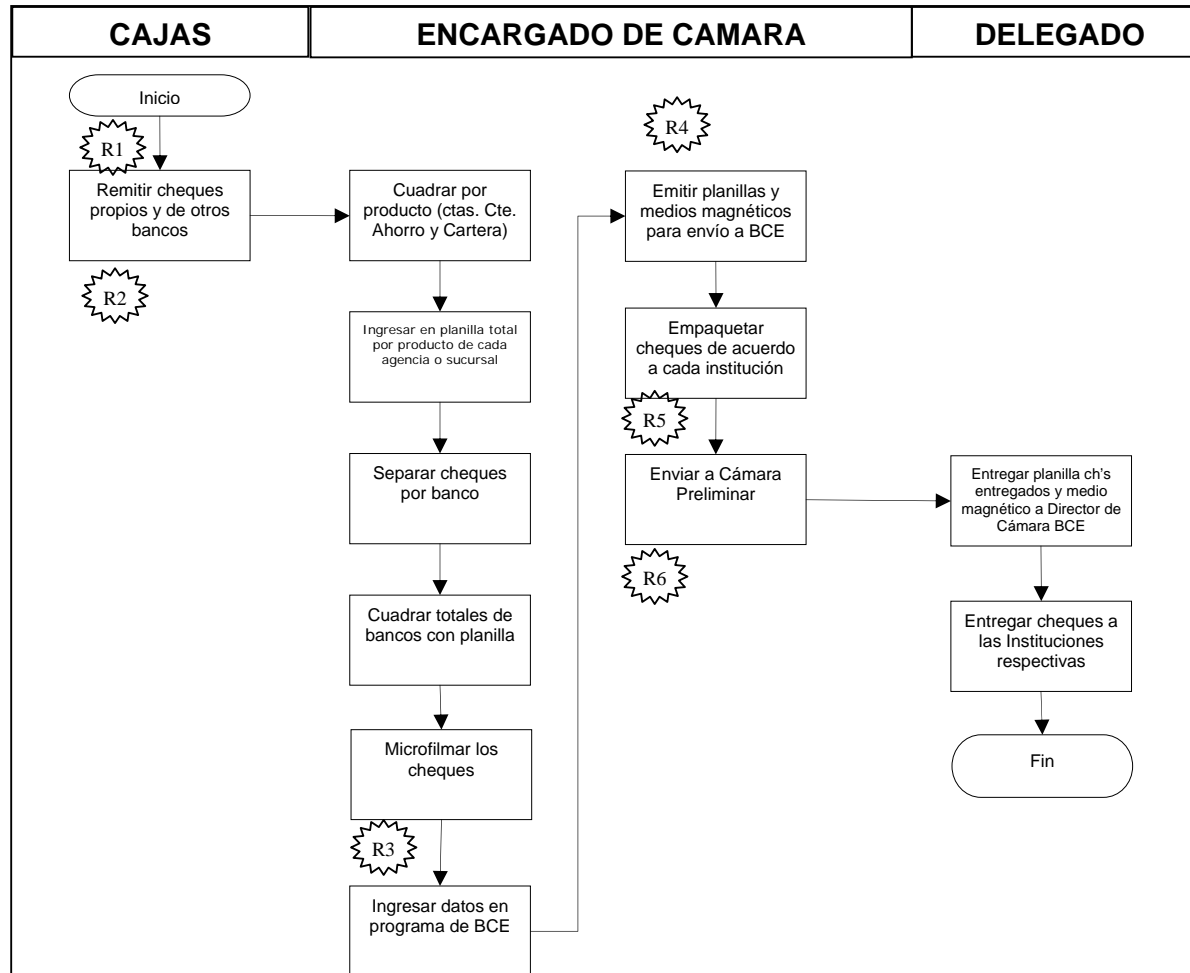 CAJAS
ENCARGADO DE CAMARA
DELEGADO
Inicio
R1
Remitir cheques
propios y de otros
bancos
R2
Cuadrar por
producto (ctas. Cte.
Ahorro y Cartera)
Ingresar en planilla total
por producto de cada
agencia o sucursal
Separar cheques
por banco
Cuadrar totales de
bancos con planilla
Microfilmar los
cheques
R3
Ingresar datos en
programa de BCE
R4
Emitir planillas y
medios magnéticos
para envío a BCE
Empaquetar
cheques de acuerdo
a cada institución
R5
Enviar a Cámara
Preliminar
R6
Entregar planilla ch's
entregados y medio
magnético a Director de
Cámara BCE
Entregar cheques a
las Instituciones
respectivas
Fin